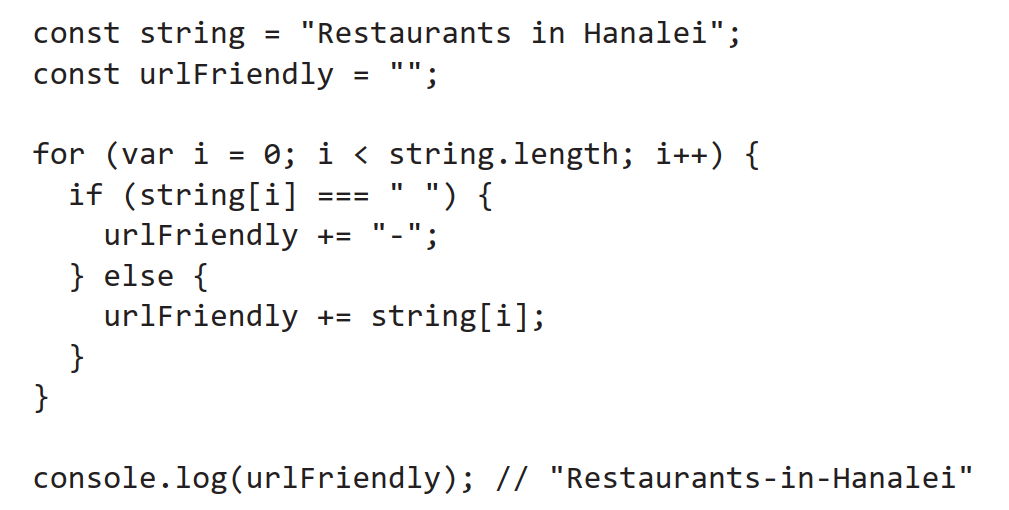 const string = "Restaurants in Hanalei";
const urlFriendly = "";

for (var i = 0; i < string.length; i++) {
  if (string[i] === " ") {
    urlFriendly += "-";
  } else {
    urlFriendly += string[i];
  }
}

console.log(urlFriendly); // "Restaurants-in-Hanalei"